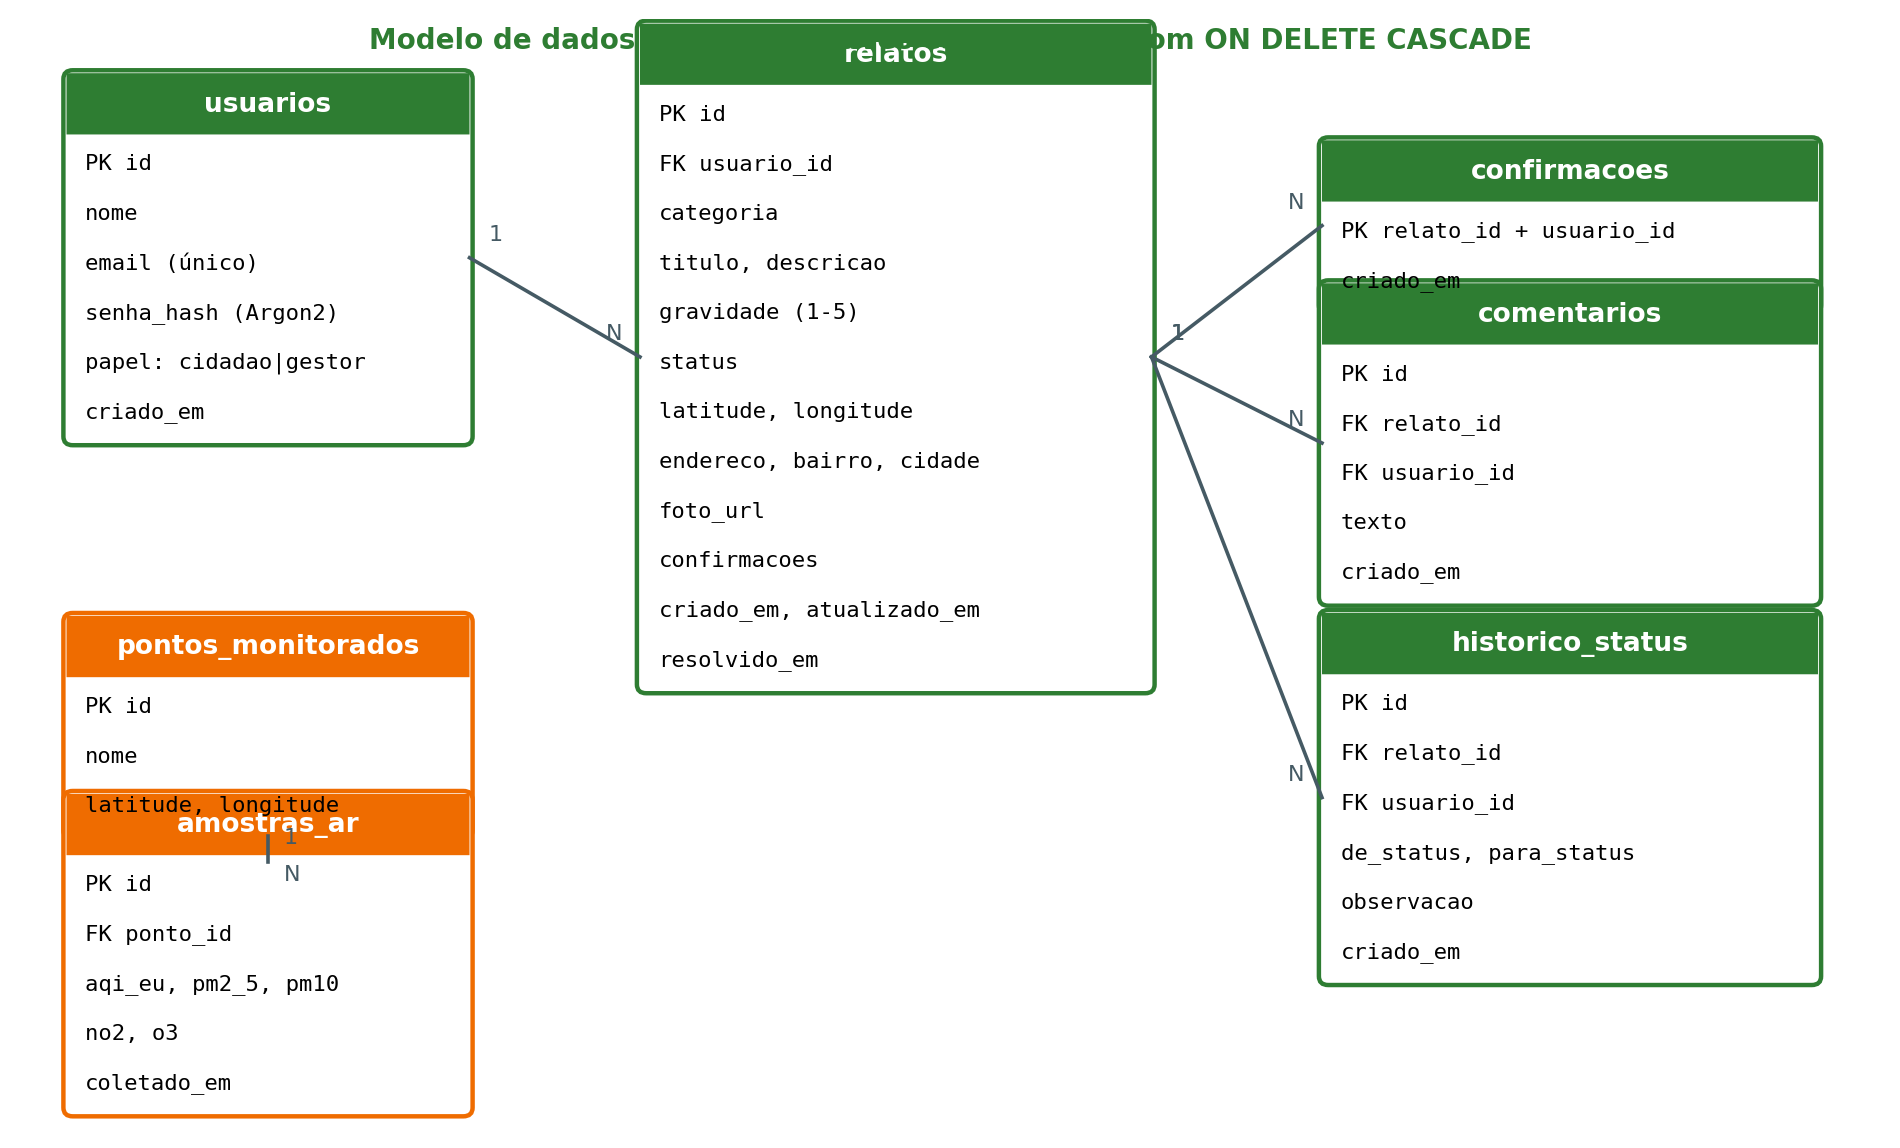 Modelo de dados
om ON DELETE CASCADE
usuarios
PK id
nome
email (único)
senha_hash (Argon2)
papel: cidadao|gestor
criado_em
1
N
relatos
PK id
FK usuario_id
categoria
titulo, descricao
gravidade (1-5)
status
latitude, longitude
endereco, bairro, cidade
foto_url
confirmacoes
criado_em, atualizado_em
resolvido_em
1
N
N
N
confirmacoes
PK relato_id + usuario_id
criado_em
comentarios
PK id
FK relato_id
FK usuario_id
texto
criado_em
historico_status
PK id
FK relato_id
FK usuario_id
de_status, para_status
observacao
criado_em
pontos_monitorados
PK id
nome
latitude, longitude
1
N
amostras_ar
PK id
FK ponto_id
aqi_eu, pm2_5, pm10
no2, o3
coletado_em